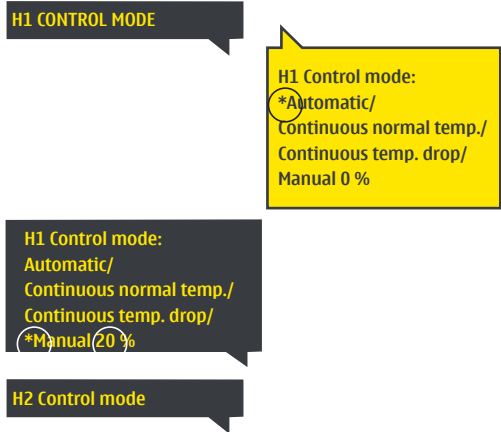 H1 CONTROL MODE
H1 Control mode:
*Automatic/
Continuous normal temp./
Continuous temp. drop/
Manual 0 %
H1 Control mode:
Automatic/
Continuous normal temp./
Continuous temp. drop/
*Manual 20 %
H2 Control mode